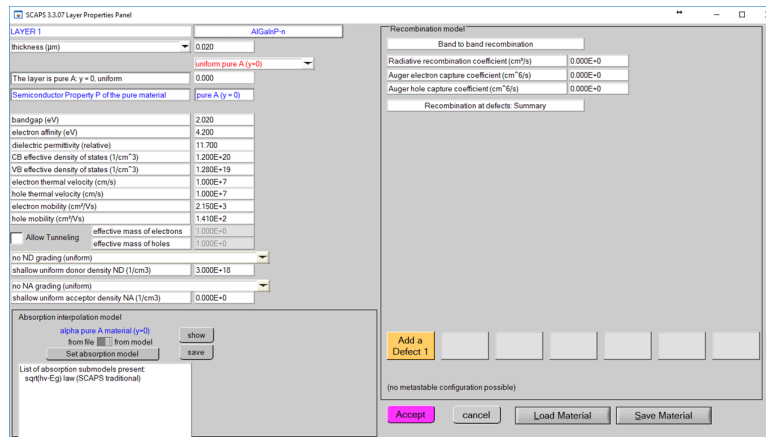 SCAPS 3.3.07 Layer Properties Panel
LAYER 1 AlGaInP-n
thickness (µm) 0.020
uniform pure A (y=0)
The layer is pure A: y = 0, uniform 0.000
Semiconductor Property P of the pure material pure A (y = 0)
bandgap (eV) 2.020
electron affinity (eV) 4.200
dielectric permittivity (relative) 11.700
CB effective density of states (1/cm^3) 1.200E+20
VB effective density of states (1/cm^3) 1.280E+19
electron thermal velocity (cm/s) 1.000E+7
hole thermal velocity (cm/s) 1.000E+7
electron mobility (cm²/Vs) 2.150E+3
hole mobility (cm²/Vs) 1.410E+2
Allow Tunneling
effective mass of electrons 1.000E+0
effective mass of holes 1.000E+0
no ND grading (uniform)
shallow uniform donor density ND (1/cm3) 3.000E+18
no NA grading (uniform)
shallow uniform acceptor density NA (1/cm3) 0.000E+0
Absorption interpolation model
alpha pure A material (y=0)
from file from model
show
Set absorption model
save
List of absorption submodels present:
sqrt(hv-Eg) law (SCAPS traditional)
Recombination model
Band to band recombination
Radiative recombination coefficient (cm³/s) 0.000E+0
Auger electron capture coefficient (cm^6/s) 0.000E+0
Auger hole capture coefficient (cm^6/s) 0.000E+0
Recombination at defects: Summary
Add a
Defect 1
(no metastable configuration possible)
Accept cancel Load Material Save Material